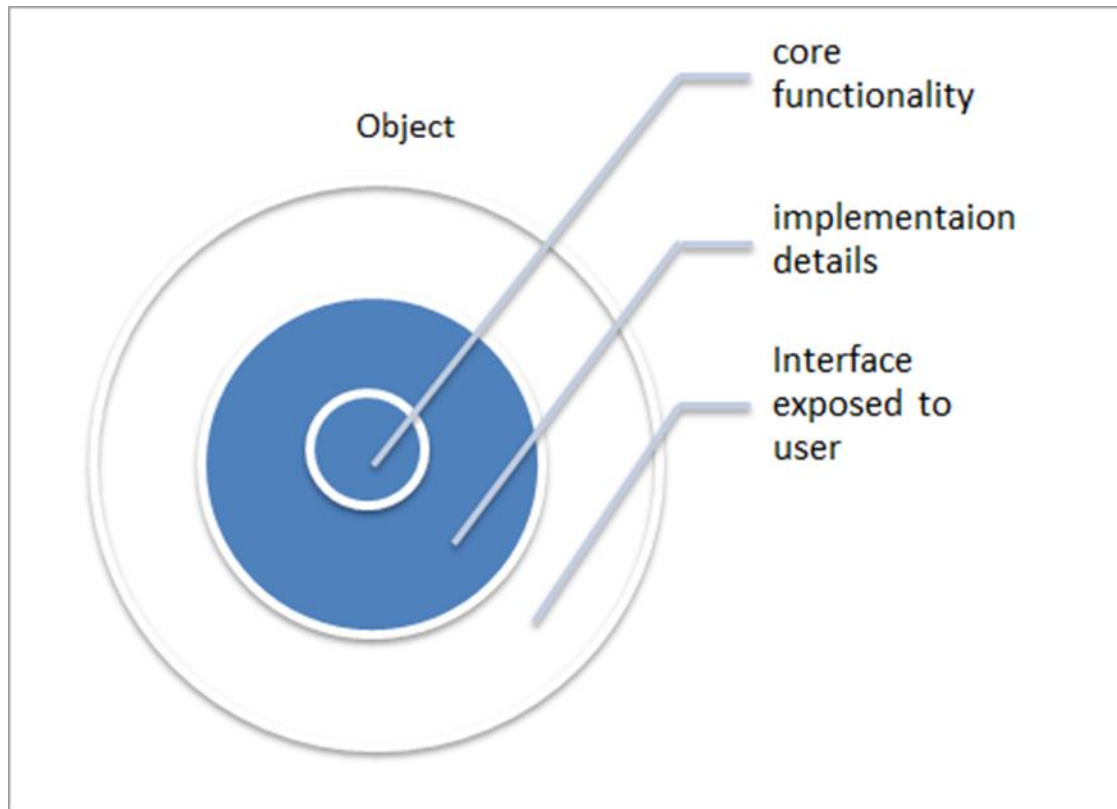 Object
core
functionality
implementaion
details
Interface
exposed to
user